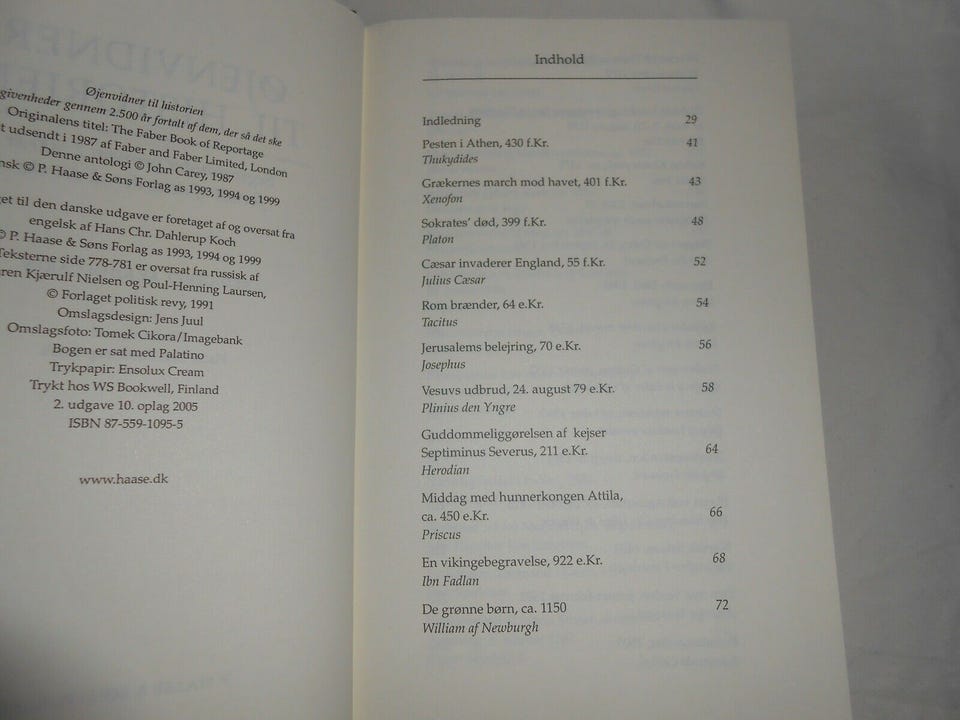 Øjenvidner til historien
givenheder gennem 2.500 år fortalt af dem, der så det ske
Originalens titel: The Faber Book of Reportage
t udsendt i 1987 af Faber and Faber Limited, London
Denne antologi © John Carey, 1987
nsk © P. Haase & Søns Forlag as 1993, 1994 og 1999
et til den danske udgave er foretaget af og oversat fra
engelsk af Hans Chr. Dahlerup Koch
© P. Haase & Søns Forlag as 1993, 1994 og 1999
Teksterne side 778-781 er oversat fra russisk af
ren Kjærulf Nielsen og Poul-Henning Laursen,
© Forlaget politisk revy, 1991
Omslagsdesign: Jens Juul
Omslagsfoto: Tomek Cikora/Imagebank
Bogen er sat med Palatino
Trykpapir: Ensolux Cream
Trykt hos WS Bookwell, Finland
2. udgave 10. oplag 2005
ISBN 87-559-1095-5
www.haase.dk
Indhold
Indledning 29
Pesten i Athen, 430 f.Kr. 41
Thukydides
Grækernes march mod havet, 401 f.Kr. 43
Xenofon
Sokrates' død, 399 f.Kr. 48
Platon
Cæsar invaderer England, 55 f.Kr. 52
Julius Cæsar
Rom brænder, 64 e.Kr. 54
Tacitus
Jerusalems belejring, 70 e.Kr. 56
Josephus
Vesuvs udbrud, 24. august 79 e.Kr. 58
Plinius den Yngre
Guddommeliggørelsen af kejser
Septiminus Severus, 211 e.Kr. 64
Herodian
Middag med hunnerkongen Attila,
ca. 450 e.Kr. 66
Priscus
En vikingebegravelse, 922 e.Kr. 68
Ibn Fadlan
De grønne børn, ca. 1150 72
William af Newburgh